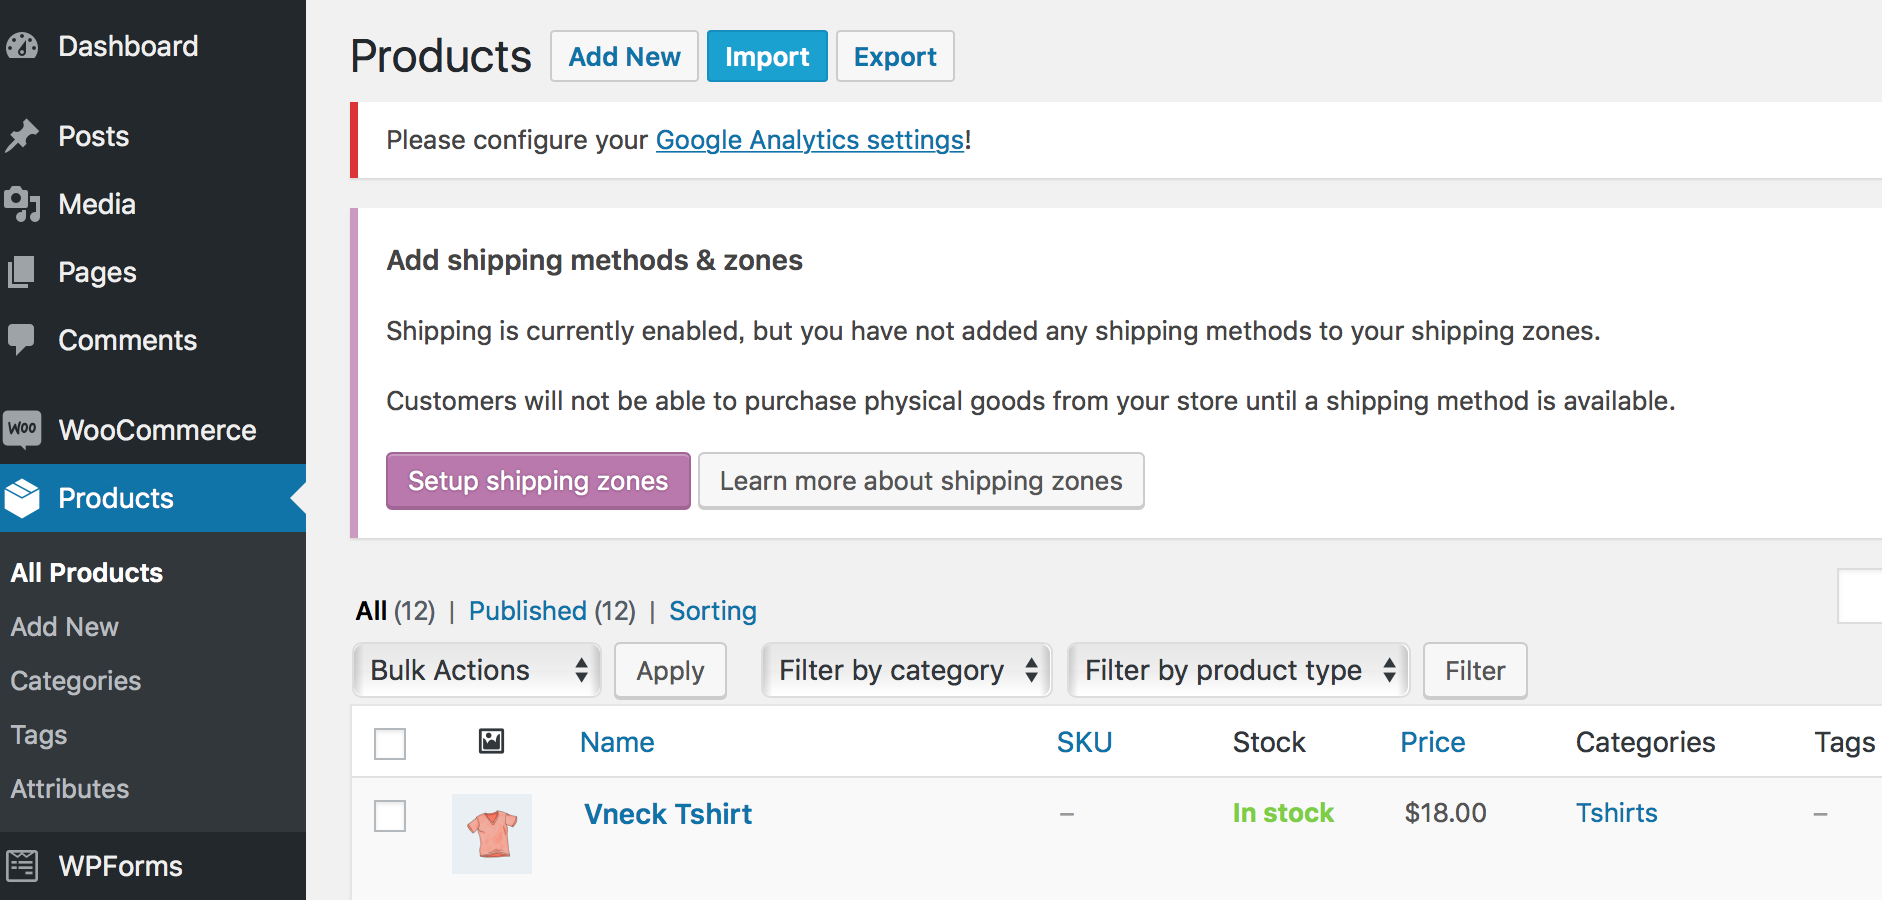 Dashboard
Posts
Media
Pages
Comments
Woo WooCommerce
Products
All Products
Add New
Categories
Tags
Attributes
WPForms
Products Add New Import Export
Please configure your Google Analytics settings!
Add shipping methods & zones
Shipping is currently enabled, but you have not added any shipping methods to your shipping zones.
Customers will not be able to purchase physical goods from your store until a shipping method is available.
Setup shipping zones Learn more about shipping zones
All (12) | Published (12) | Sorting
Bulk Actions Apply Filter by category Filter by product type Filter
Name SKU Stock Price Categories Tags
Vneck Tshirt – In stock $18.00 Tshirts –